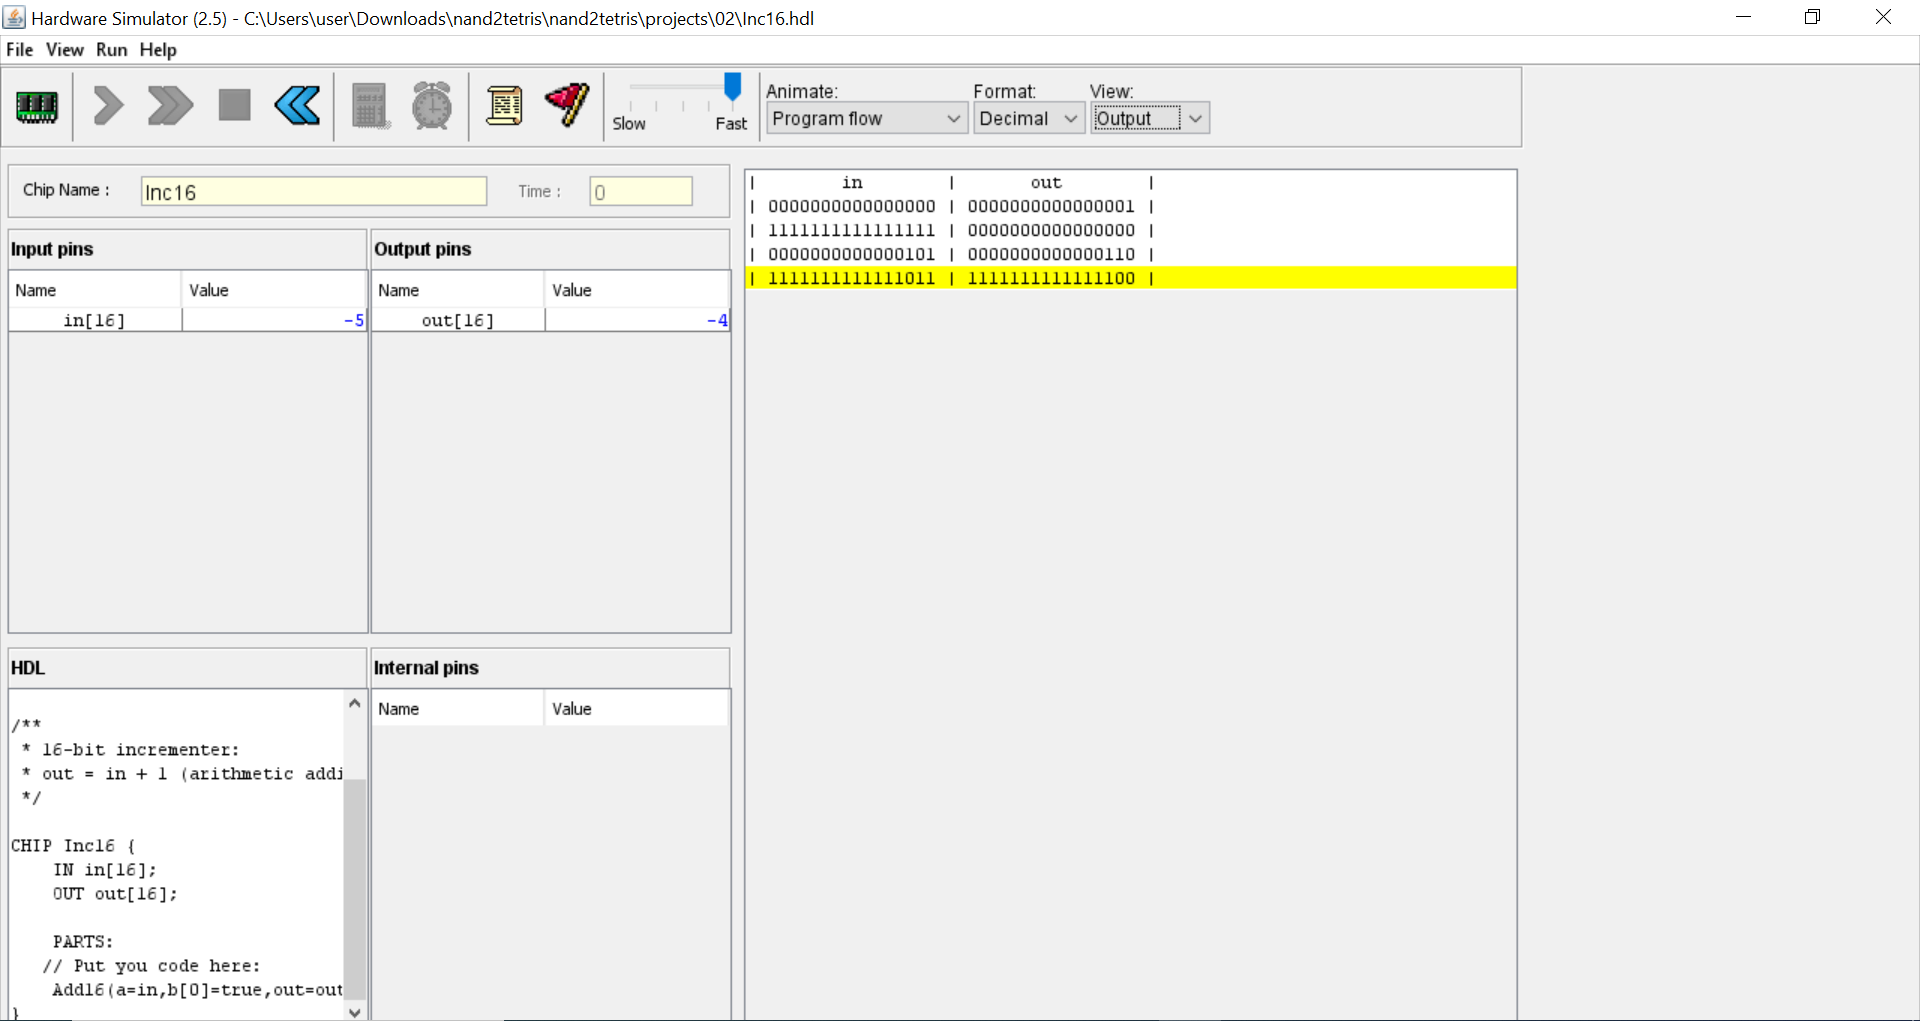 Hardware Simulator (2.5) - C:\Users\user\Downloads\nand2tetris\nand2tetris\projects\02\Inc16.hdl
File View Run Help
Animate: Format: View:
Slow Fast Program flow Decimal Output
Chip Name : Inc16 Time : 0
Input pins
Name Value
in[16] -5
Output pins
Name Value
out[16] -4
HDL
/**
* 16-bit incrementer:
* out = in + 1 (arithmetic addi
*/
CHIP Inc16 {
IN in[16];
OUT out[16];
PARTS:
// Put you code here:
Add16(a=in,b[0]=true,out=out
}
Internal pins
Name Value
| in | out |
| 0000000000000000 | 0000000000000001 |
| 1111111111111111 | 0000000000000000 |
| 0000000000000101 | 0000000000000110 |
| 1111111111111011 | 1111111111111100 |